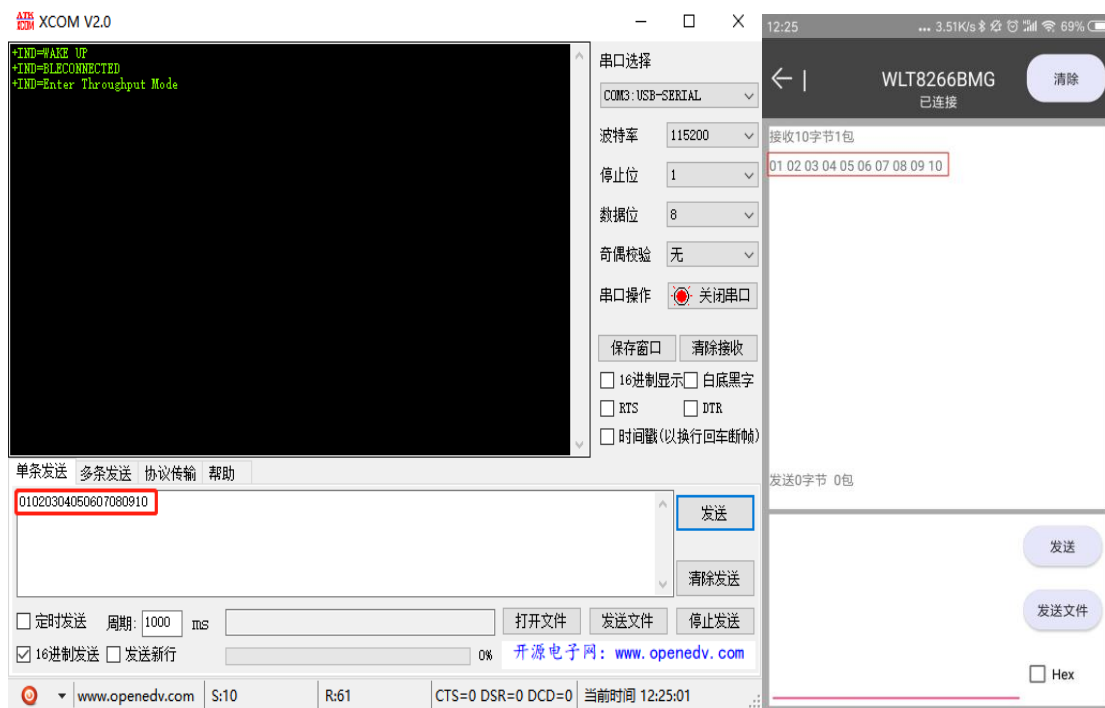 ATK XCOM XCOM V2.0
+IND=WAKE UP
+IND=BLECONNECTED
+IND=Enter Throughput Mode
串口选择
COM3:USB-SERIAL
波特率 115200
停止位 1
数据位 8
奇偶校验 无
串口操作 关闭串口
保存窗口 清除接收
16进制显示 白底黑字
RTS DTR
时间戳(以换行回车断帧)
单条发送 多条发送 协议传输 帮助
01020304050607080910
发送
清除发送
定时发送 周期: 1000 ms 打开文件 发送文件 停止发送
16进制发送 发送新行 0% 开源电子网: www.openedv.com
www.openedv.com S:10 R:61 CTS=0 DSR=0 DCD=0 当前时间 12:25:01
12:25 ... 3.51K/s 69%
WLT8266BMG
已连接
清除
接收10字节1包
01 02 03 04 05 06 07 08 09 10
发送0字节 0包
发送
发送文件
Hex